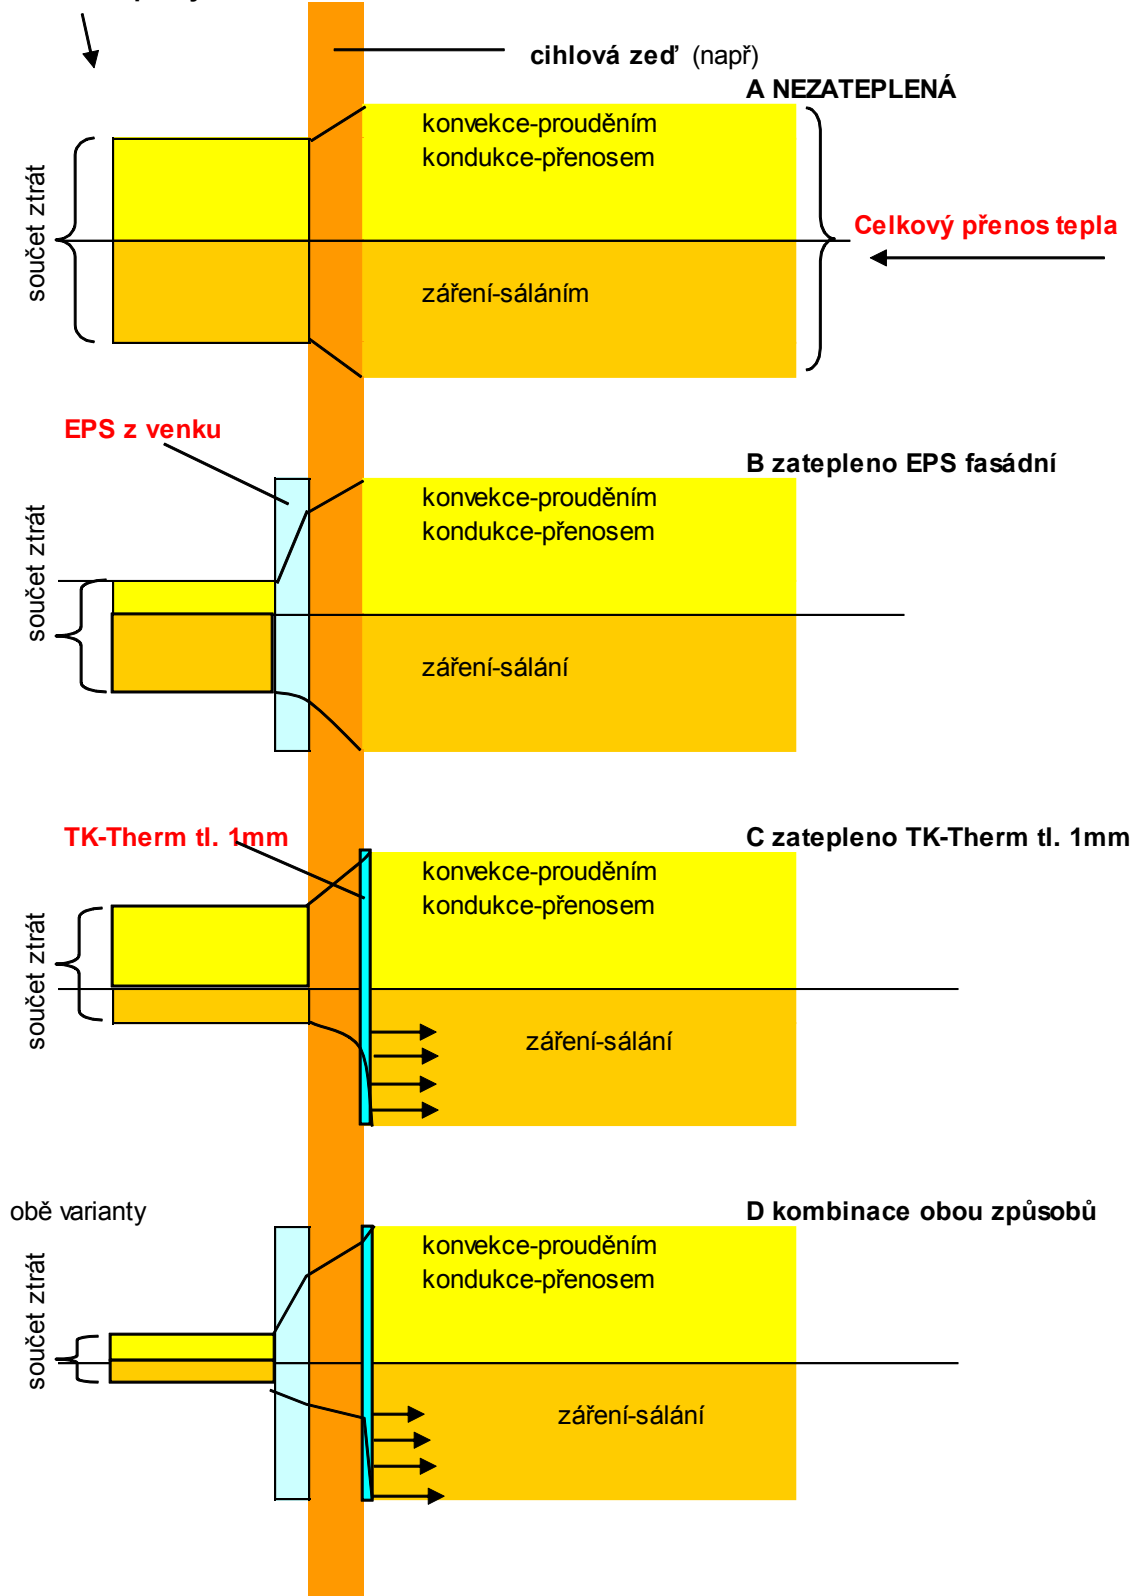 cihlová zeď (např)
A NEZATEPLENÁ
konvekce-prouděním
kondukce-přenosem
součet ztrát
Celkový přenos tepla
záření-sáláním
EPS z venku
B zatepleno EPS fasádní
konvekce-prouděním
kondukce-přenosem
součet ztrát
záření-sálání
TK-Therm tl. 1mm
C zatepleno TK-Therm tl. 1mm
konvekce-prouděním
kondukce-přenosem
součet ztrát
záření-sálání
obě varianty
D kombinace obou způsobů
konvekce-prouděním
kondukce-přenosem
součet ztrát
záření-sálání